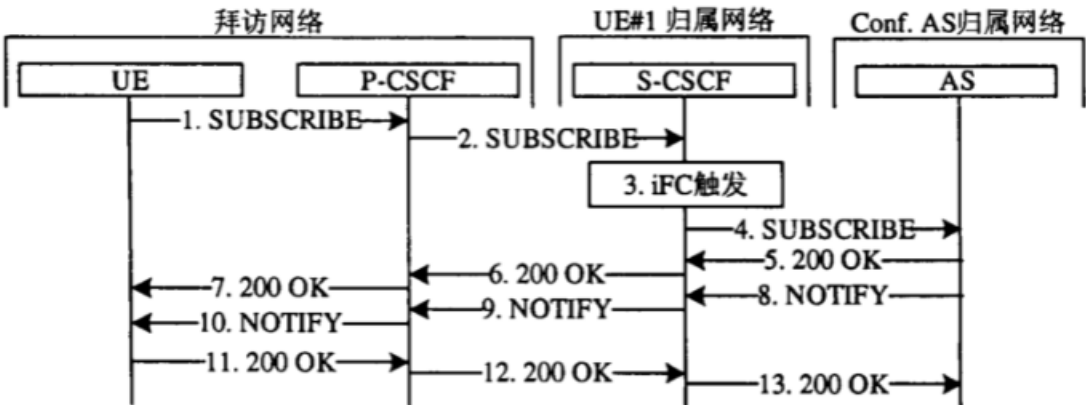 拜访网络
UE#1 归属网络
Conf. AS归属网络
UE
P-CSCF
S-CSCF
AS
1. SUBSCRIBE
2. SUBSCRIBE
3. iFC触发
4. SUBSCRIBE
5. 200 OK
6. 200 OK
7. 200 OK
8. NOTIFY
9. NOTIFY
10. NOTIFY
11. 200 OK
12. 200 OK
13. 200 OK